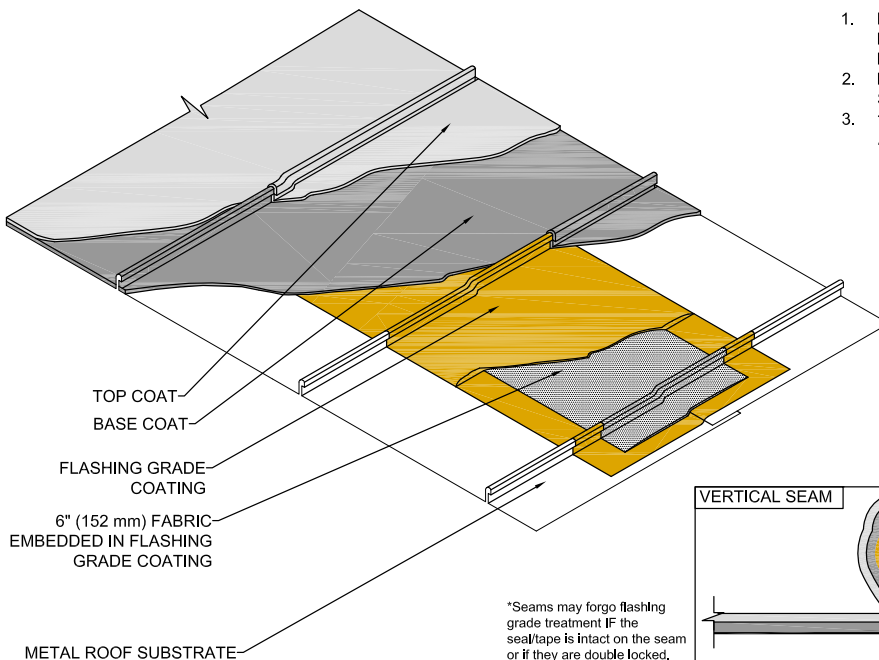 1.
2.
3.
TOP COAT
BASE COAT
FLASHING GRADE
COATING
6" (152 mm) FABRIC
EMBEDDED IN FLASHING
GRADE COATING
METAL ROOF SUBSTRATE
VERTICAL SEAM
*Seams may forgo flashing
grade treatment IF the
seal/tape is intact on the seam
or if they are double locked.